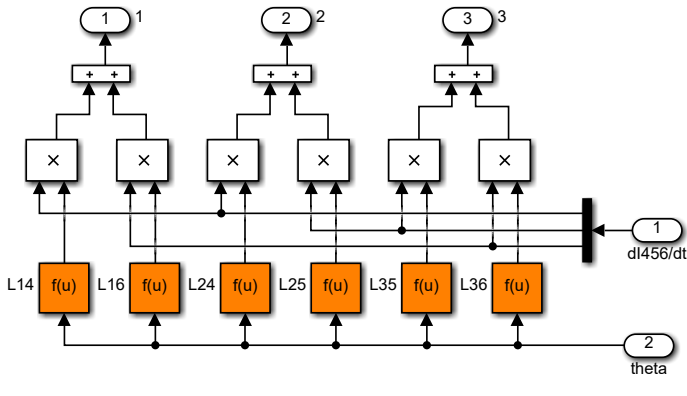 1 1 2 2 3 3
+ + + + + +
× × × × × ×
1
dI456/dt
L14 f(u) L16 f(u) L24 f(u) L25 f(u) L35 f(u) L36 f(u)
2
theta